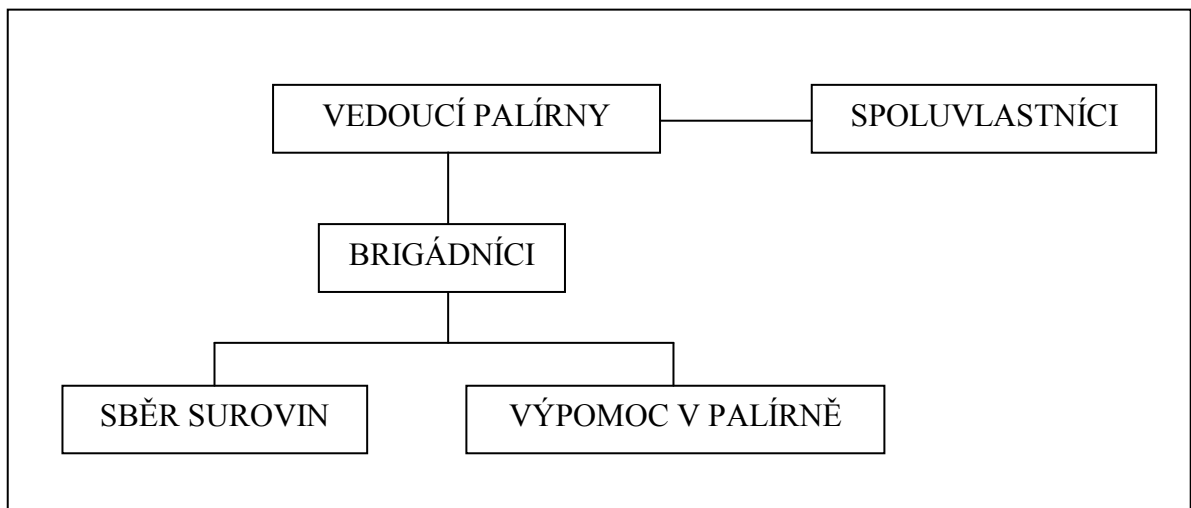 VEDOUCÍ PALÍRNY
SPOLUVLASTNÍCI
BRIGÁDNÍCI
SBĚR SUROVIN
VÝPOMOC V PALÍRNĚ